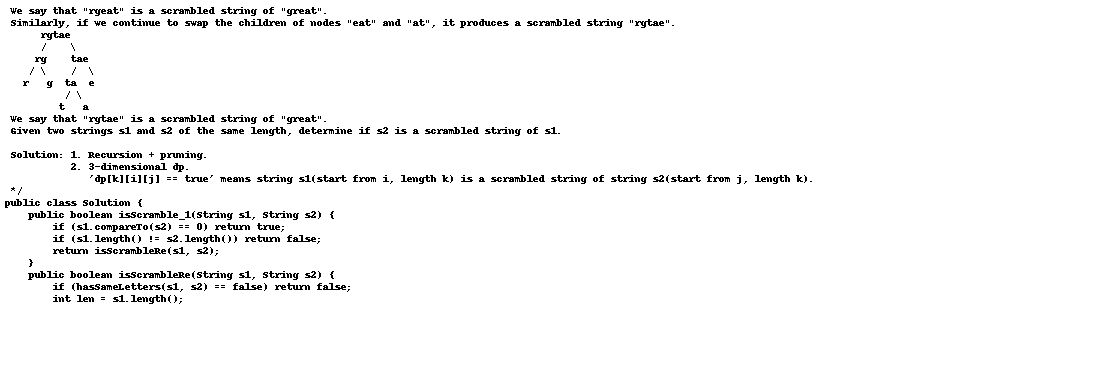 We say that "rgeat" is a scrambled string of "great".
Similarly, if we continue to swap the children of nodes "eat" and "at", it produces a scrambled string "rgtae".
rgtae
/ \
rg tae
/ \ / \
r g ta e
/ \
t a
We say that "rgtae" is a scrambled string of "great".
Given two strings s1 and s2 of the same length, determine if s2 is a scrambled string of s1.
Solution: 1. Recursion + pruning.
2. 3-dimensional dp.
'dp[k][i][j] == true' means string s1(start from i, length k) is a scrambled string of string s2(start from j, length k).
*/
public class Solution {
public boolean isScramble_1(String s1, String s2) {
if (s1.compareTo(s2) == 0) return true;
if (s1.length() != s2.length()) return false;
return isScrambleRe(s1, s2);
}
public boolean isScrambleRe(String s1, String s2) {
if (hasSameLetters(s1, s2) == false) return false;
int len = s1.length();